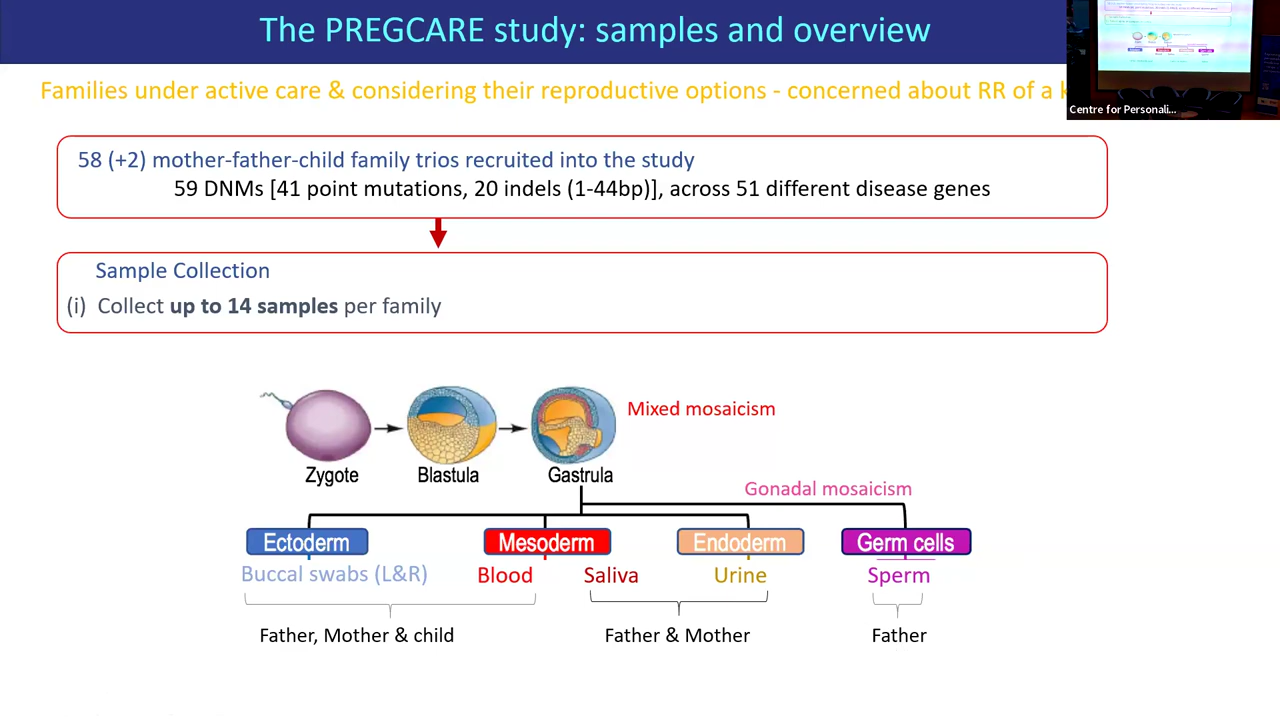 The PREGCARE study: samples and overview
Families under active care & considering their reproductive options - concerned about RR of a
Centre for Personali...
58 (+2) mother-father-child family trios recruited into the study
59 DNMs [41 point mutations, 20 indels (1-44bp)], across 51 different disease genes
Sample Collection
(i) Collect up to 14 samples per family
Mixed mosaicism
Zygote Blastula Gastrula
Gonadal mosaicism
Ectoderm Mesoderm Endoderm Germ cells
Buccal swabs (L&R) Blood Saliva Urine Sperm
Father, Mother & child Father & Mother Father